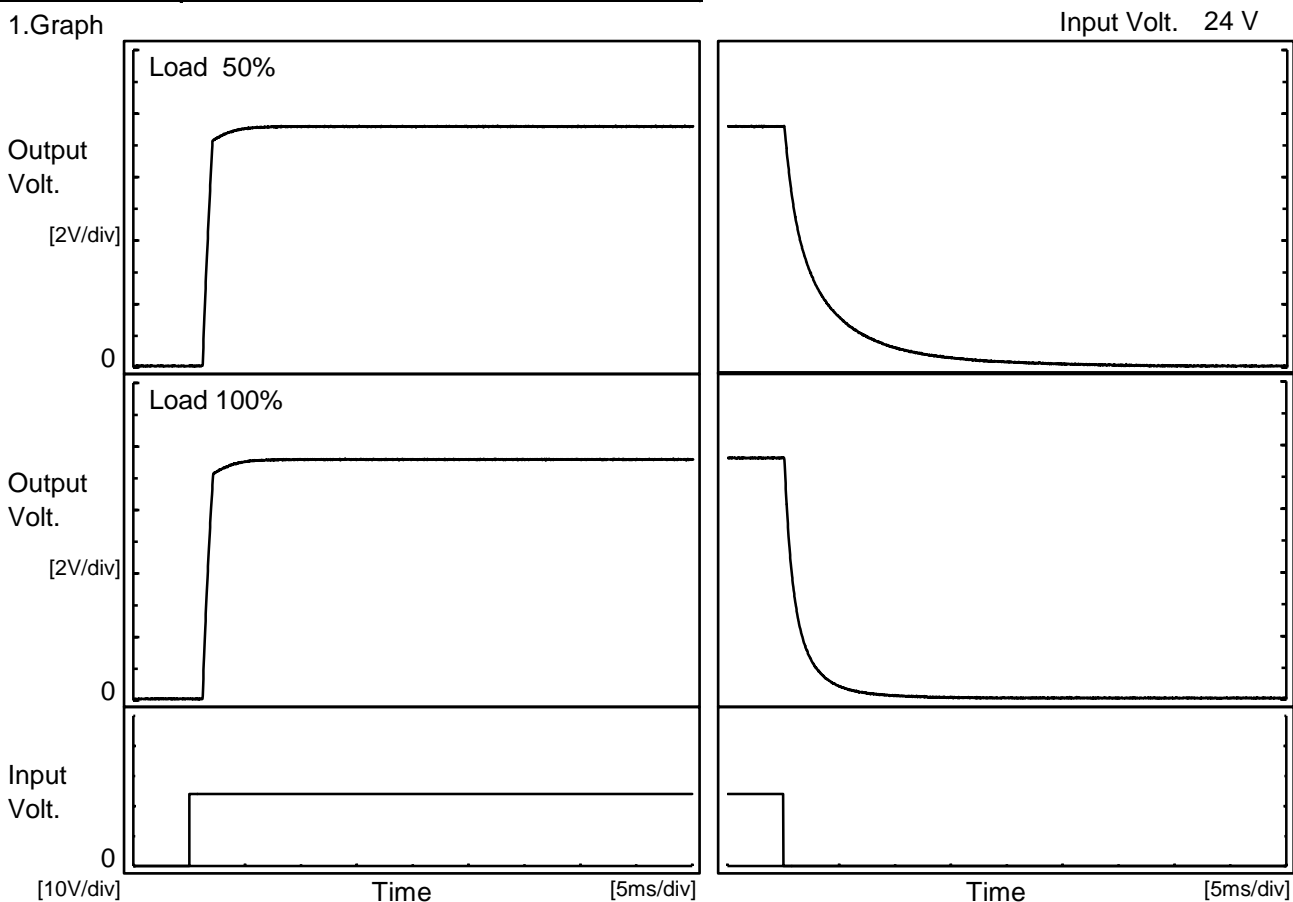 1.Graph
Input Volt. 24 V
Load 50%
Output
Volt.
[2V/div]
0
Load 100%
Output
Volt.
[2V/div]
0
Input
Volt.
0
[10V/div]
Time
[5ms/div]
Time
[5ms/div]